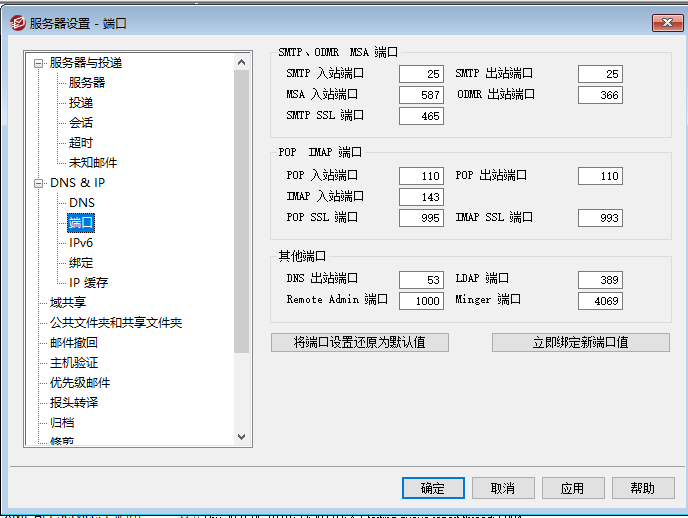 服务器设置 - 端口
服务器与投递
服务器
投递
会话
超时
未知邮件
DNS & IP
DNS
端口
IPv6
绑定
IP 缓存
域共享
公共文件夹和共享文件夹
邮件撤回
主机验证
优先级邮件
报头转译
归档
修剪
SMTP、ODMR MSA 端口
SMTP 入站端口 25 SMTP 出站端口 25
MSA 入站端口 587 ODMR 出站端口 366
SMTP SSL 端口 465
POP IMAP 端口
POP 入站端口 110 POP 出站端口 110
IMAP 入站端口 143
POP SSL 端口 995 IMAP SSL 端口 993
其他端口
DNS 出站端口 53 LDAP 端口 389
Remote Admin 端口 1000 Minger 端口 4069
将端口设置还原为默认值 立即绑定新端口值
确定 取消 应用 帮助